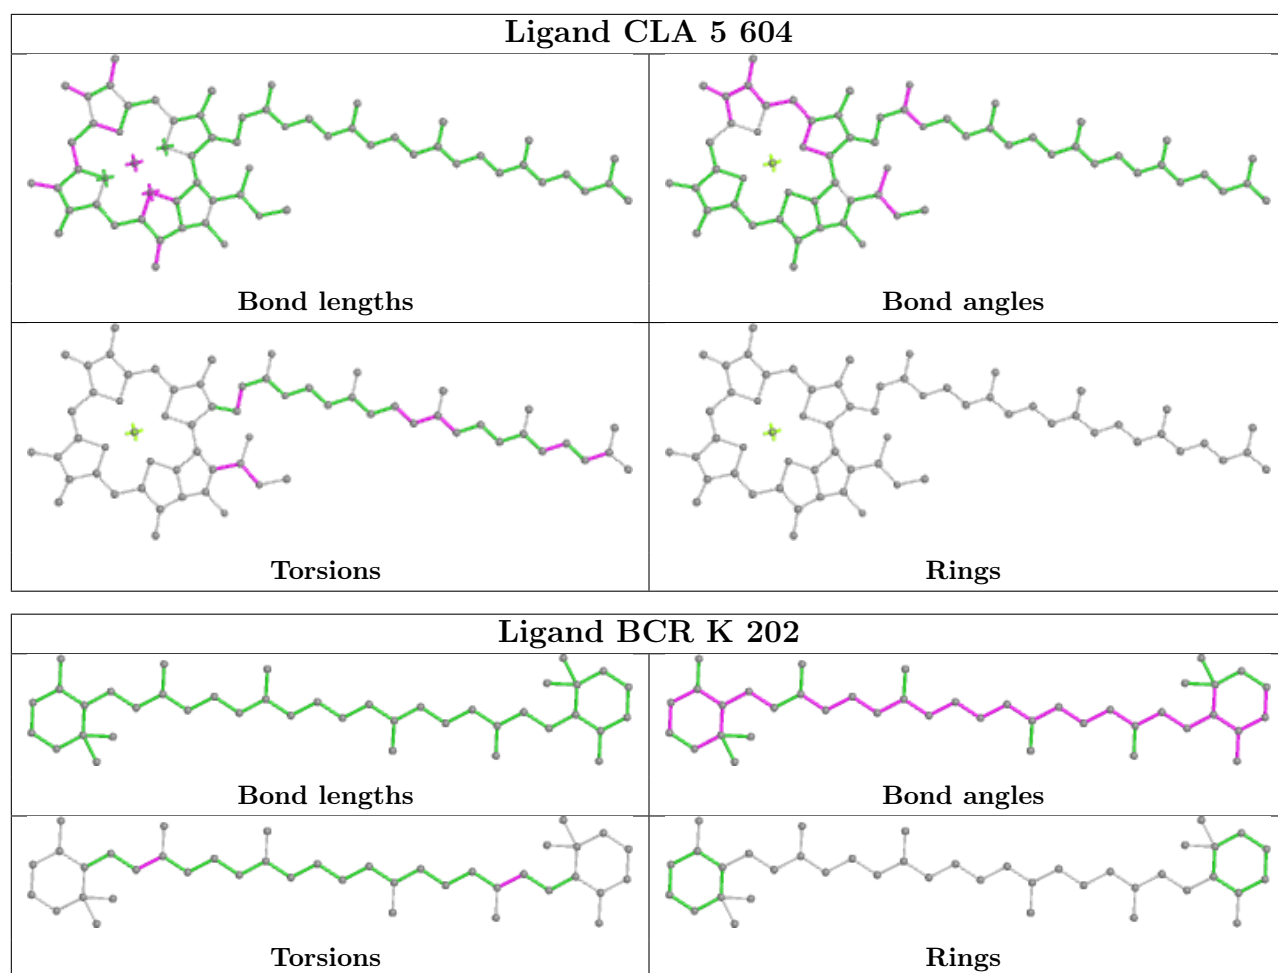 Ligand CLA 5 604
Bond lengths
Bond angles
Torsions
Rings
Ligand BCR K 202
Bond lengths
Bond angles
Torsions
Rings